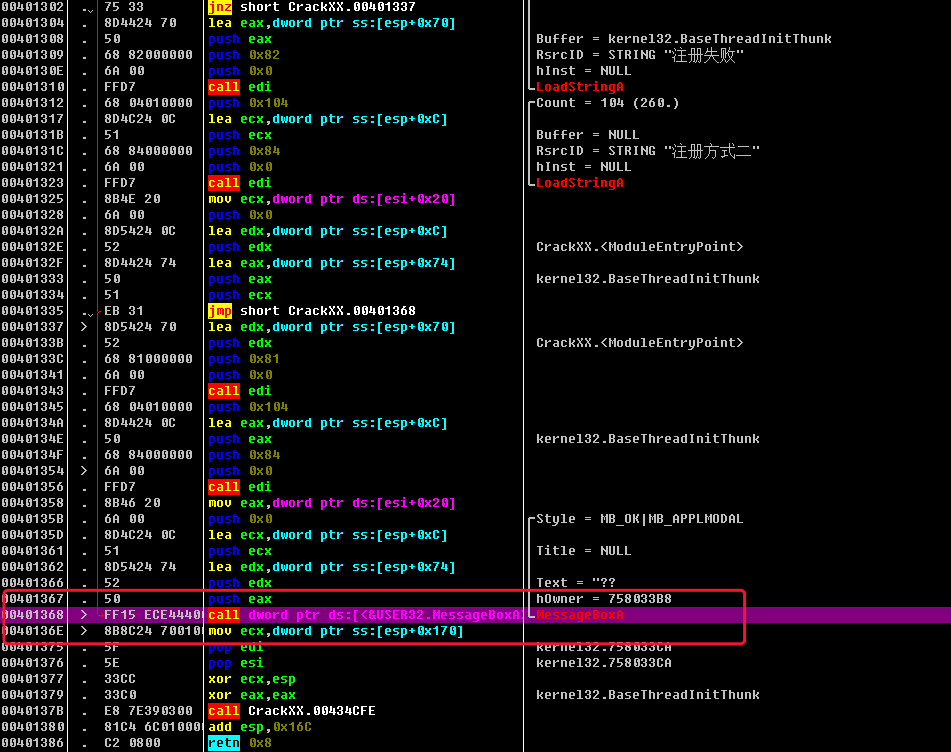 00401302 . 75 33 jnz short CrackXX.00401337
00401304 . 8D4424 70 lea eax,dword ptr ss:[esp+0x70]
00401308 . 50 push eax Buffer = kernel32.BaseThreadInitThunk
00401309 . 68 82000000 push 0x82 RsrcID = STRING "注册失败"
0040130E . 6A 00 push 0x0 hInst = NULL
00401310 . FFD7 call edi LoadStringA
00401312 . 68 04010000 push 0x104 Count = 104 (260.)
00401317 . 8D4C24 0C lea ecx,dword ptr ss:[esp+0xC]
0040131B . 51 push ecx Buffer = NULL
0040131C . 68 84000000 push 0x84 RsrcID = STRING "注册方式二"
00401321 . 6A 00 push 0x0 hInst = NULL
00401323 . FFD7 call edi LoadStringA
00401325 . 8B4E 20 mov ecx,dword ptr ds:[esi+0x20]
00401328 . 6A 00 push 0x0
0040132A . 8D5424 0C lea edx,dword ptr ss:[esp+0xC]
0040132E . 52 push edx CrackXX.<ModuleEntryPoint>
0040132F . 8D4424 74 lea eax,dword ptr ss:[esp+0x74]
00401333 . 50 push eax kernel32.BaseThreadInitThunk
00401334 . 51 push ecx
00401335 . EB 31 jmp short CrackXX.00401368
00401337 > 8D5424 70 lea edx,dword ptr ss:[esp+0x70]
0040133B . 52 push edx CrackXX.<ModuleEntryPoint>
0040133C . 68 81000000 push 0x81
00401341 . 6A 00 push 0x0
00401343 . FFD7 call edi
00401345 . 68 04010000 push 0x104
0040134A . 8D4424 0C lea eax,dword ptr ss:[esp+0xC]
0040134E . 50 push eax kernel32.BaseThreadInitThunk
0040134F . 68 84000000 push 0x84
00401354 > 6A 00 push 0x0
00401356 . FFD7 call edi
00401358 . 8B46 20 mov eax,dword ptr ds:[esi+0x20]
0040135B . 6A 00 push 0x0 Style = MB_OK|MB_APPLMODAL
0040135D . 8D4C24 0C lea ecx,dword ptr ss:[esp+0xC]
00401361 . 51 push ecx Title = NULL
00401362 . 8D5424 74 lea edx,dword ptr ss:[esp+0x74]
00401366 . 52 push edx Text = "??
00401367 . 50 push eax hOwner = 758033B8
00401368 > FF15 ECE44400 call dword ptr ds:[<&USER32.MessageBoxA> MessageBoxA
0040136E > 8B8C24 700100 mov ecx,dword ptr ss:[esp+0x170]
00401375 . 5F pop edi kernel32.758033CA
00401376 . 5E pop esi kernel32.758033CA
00401377 . 33CC xor ecx,esp
00401379 . 33C0 xor eax,eax kernel32.BaseThreadInitThunk
0040137B . E8 7E390300 call CrackXX.00434CFE
00401380 . 81C4 6C010000 add esp,0x16C
00401386 . C2 0800 retn 0x8